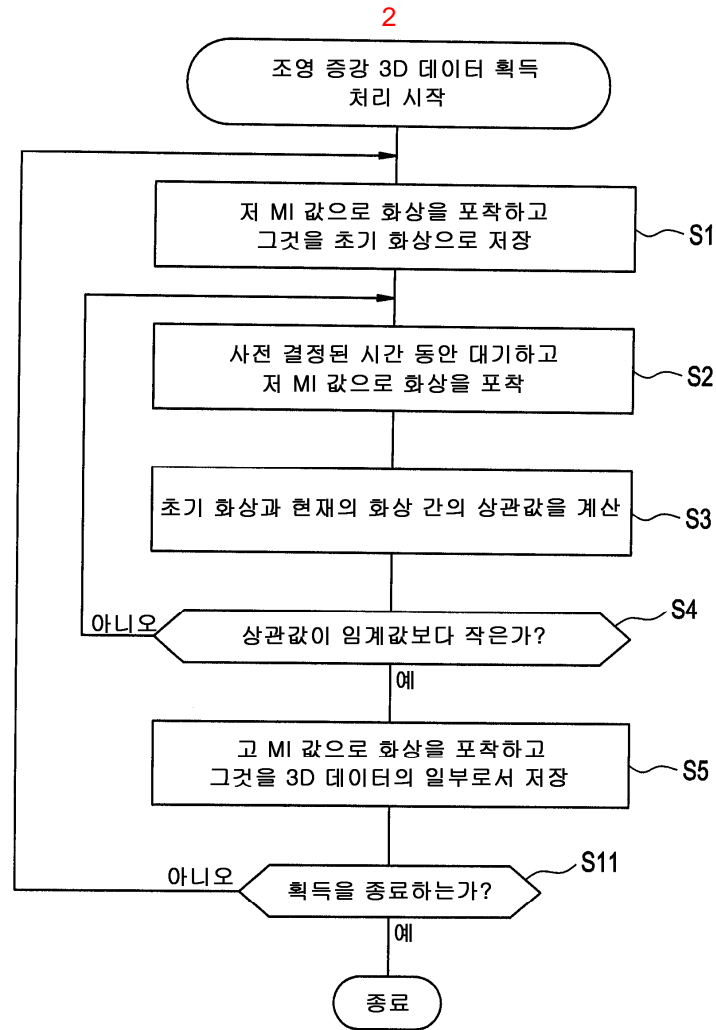 2
조영 증강 3D 데이터 획득
처리 시작
저 MI 값으로 화상을 포착하고
그것을 초기 화상으로 저장
S1
사전 결정된 시간 동안 대기하고
저 MI 값으로 화상을 포착
S2
초기 화상과 현재의 화상 간의 상관값을 계산
S3
상관값이 임계값보다 작은가?
S4
아니오
예
고 MI 값으로 화상을 포착하고
그것을 3D 데이터의 일부로서 저장
S5
획득을 종료하는가?
S11
아니오
예
종료